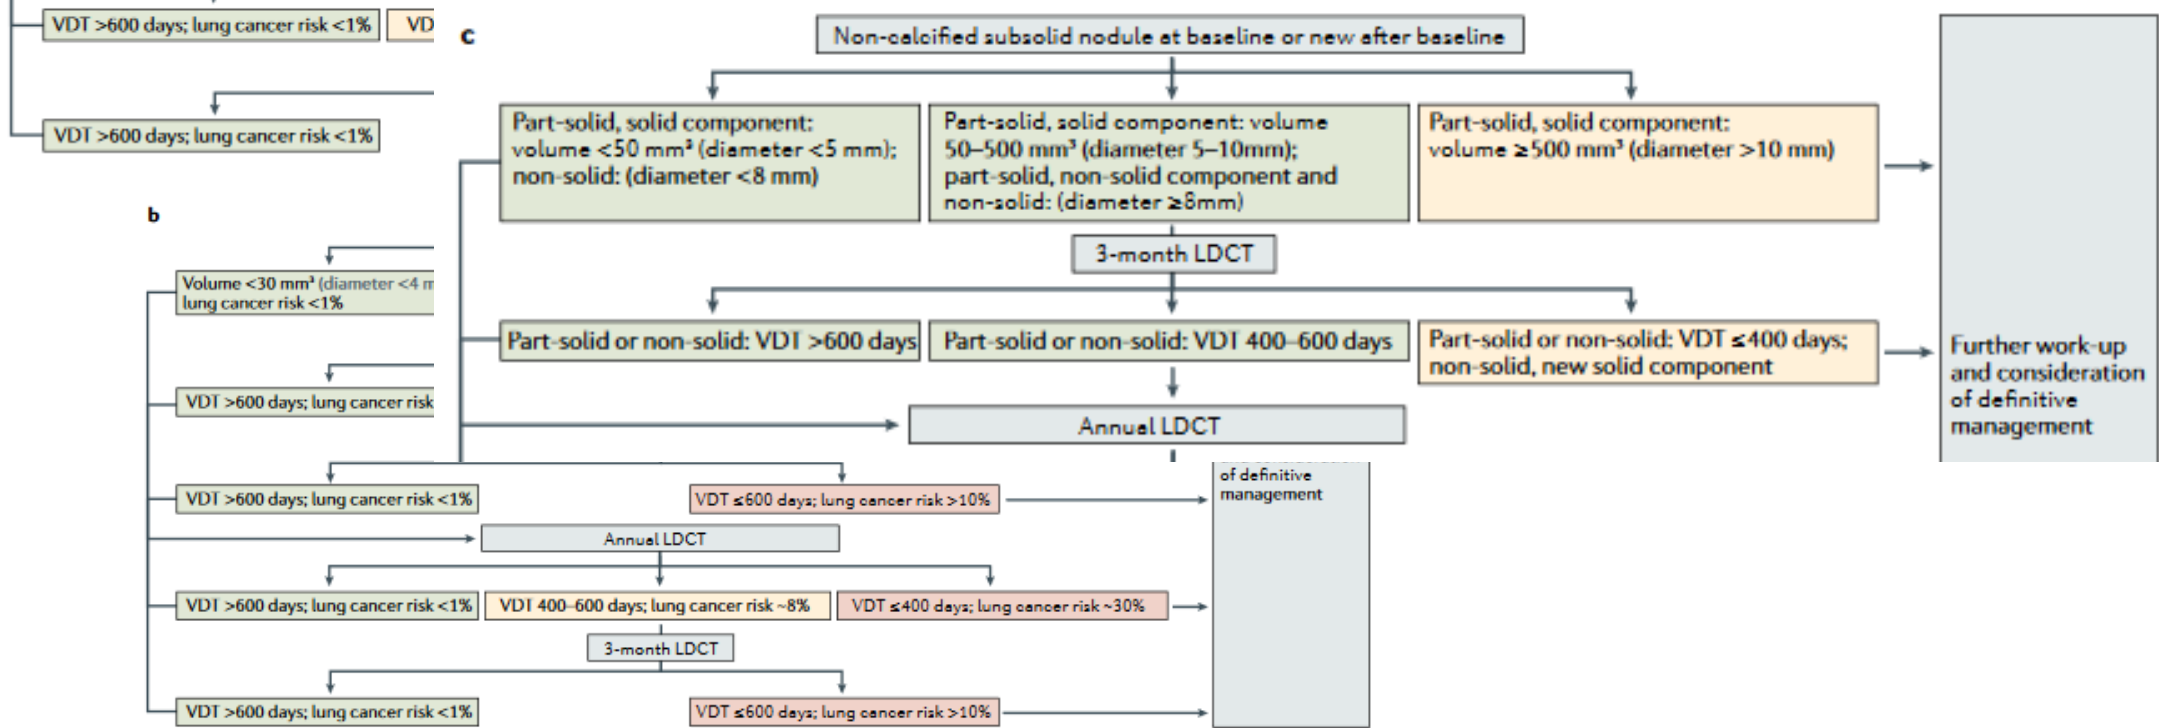 VDT >600 days; lung cancer risk <1%
VD
VDT >600 days; lung cancer risk <1%
b
Volume <30 mm³ (diameter <4 m
lung cancer risk <1%
VDT >600 days; lung cancer risk
c
Non-calcified subsolid nodule at baseline or new after baseline
Part-solid, solid component:
volume <50 mm³ (diameter <5 mm);
non-solid: (diameter <8 mm)
Part-solid, solid component: volume
50–500 mm³ (diameter 5–10mm);
part-solid, non-solid component and
non-solid: (diameter ≥8mm)
Part-solid, solid component:
volume ≥500 mm³ (diameter >10 mm)
3-month LDCT
Part-solid or non-solid: VDT >600 days
Part-solid or non-solid: VDT 400–600 days
Part-solid or non-solid: VDT ≤400 days;
non-solid, new solid component
Further work-up
and consideration
of definitive
management
Annual LDCT
VDT >600 days; lung cancer risk <1%
VDT ≤600 days; lung cancer risk >10%
of definitive
management
Annual LDCT
VDT >600 days; lung cancer risk <1%
VDT 400–600 days; lung cancer risk ~8%
VDT ≤400 days; lung cancer risk ~30%
3-month LDCT
VDT >600 days; lung cancer risk <1%
VDT ≤600 days; lung cancer risk >10%